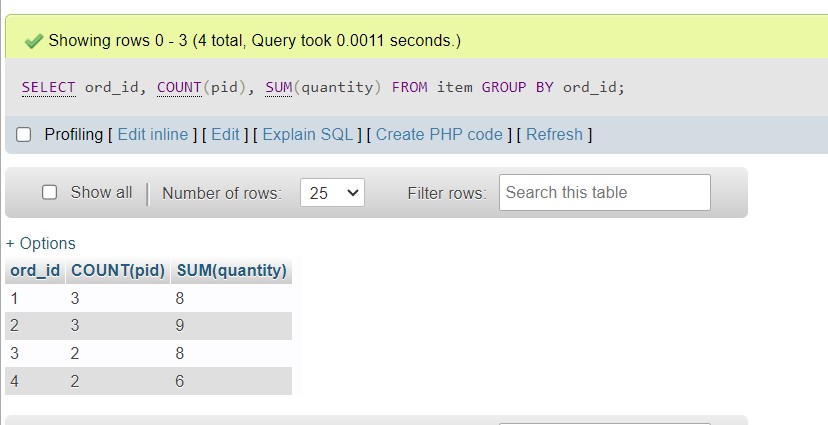 Showing rows 0 - 3 (4 total, Query took 0.0011 seconds.)
SELECT ord_id, COUNT(pid), SUM(quantity) FROM item GROUP BY ord_id;
Profiling [ Edit inline ] [ Edit ] [ Explain SQL ] [ Create PHP code ] [ Refresh ]
Show all Number of rows: 25 Filter rows: Search this table
+ Options
ord_id COUNT(pid) SUM(quantity)
1 3 8
2 3 9
3 2 8
4 2 6